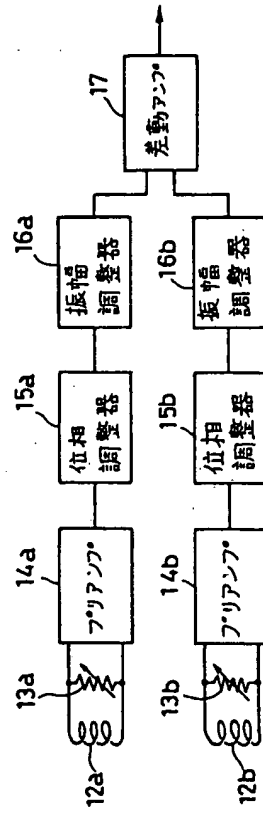 12a
13a
14a
プリアンプ
15a
位相
調整器
16a
振幅
調整器
17
差動アンプ
12b
13b
14b
プリアンプ
15b
位相
調整器
16b
振幅
調整器